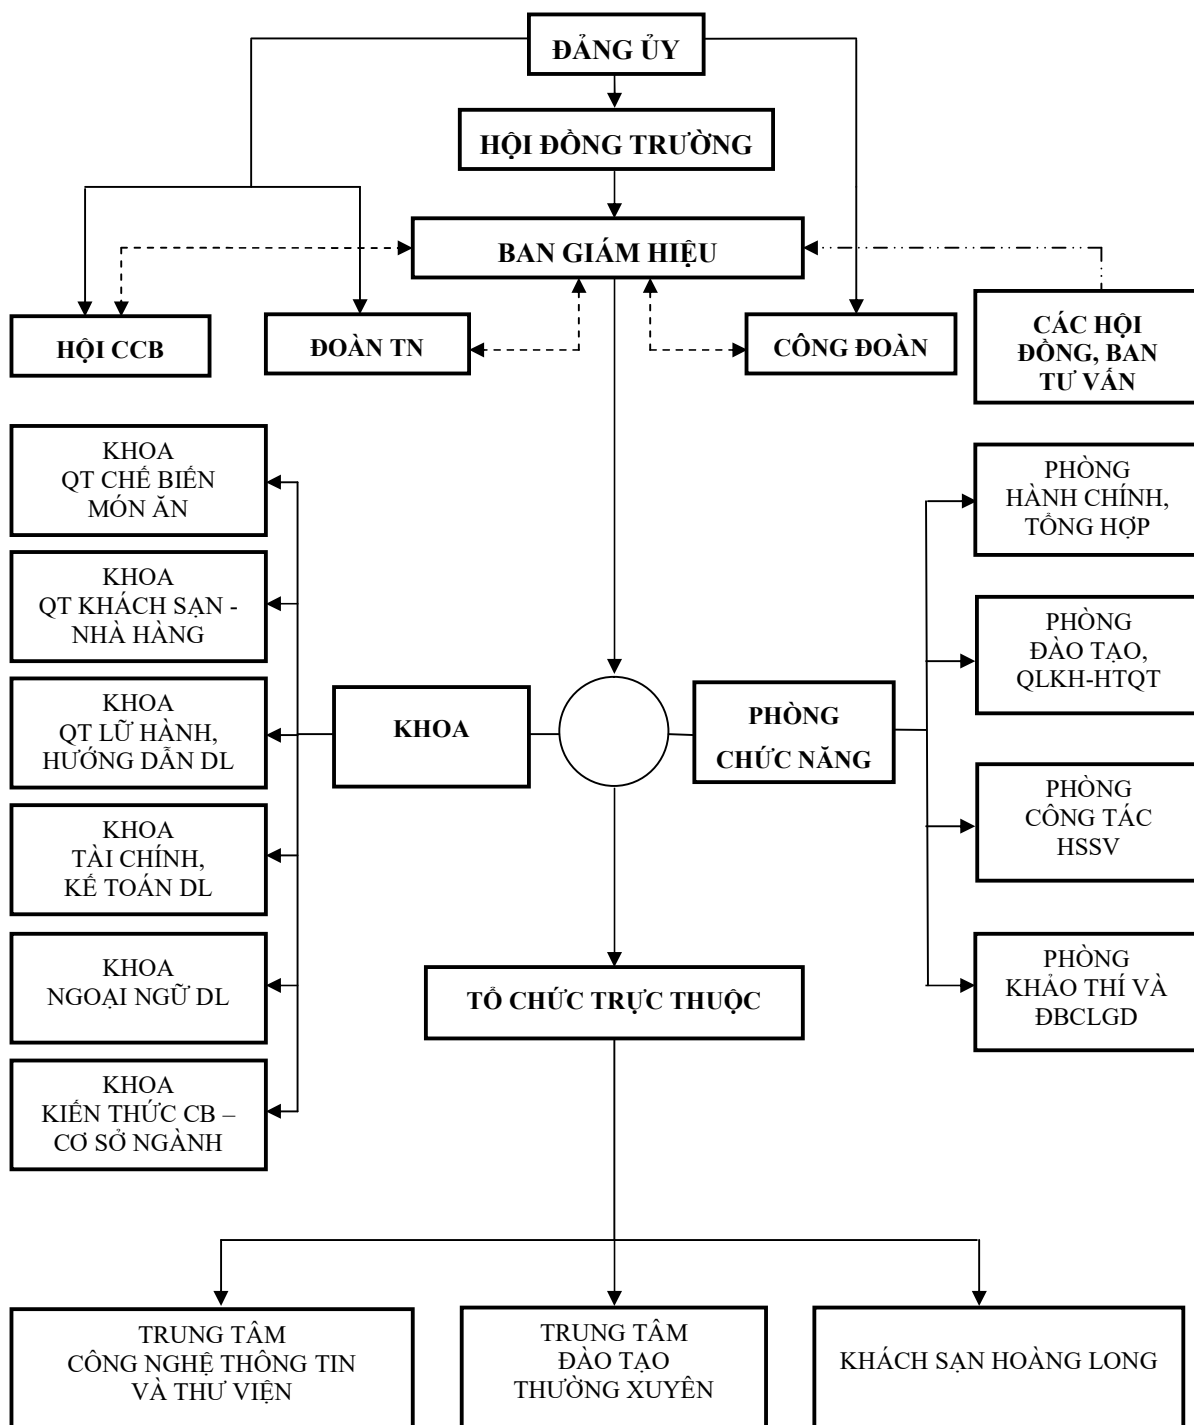 ĐẢNG ỦY
HỘI ĐỒNG TRƯỜNG
BAN GIÁM HIỆU
HỘI CCB
ĐOÀN TN
CÔNG ĐOÀN
CÁC HỘI
ĐỒNG, BAN
TƯ VẤN
KHOA
QT CHẾ BIẾN
MÓN ĂN
KHOA
QT KHÁCH SẠN -
NHÀ HÀNG
KHOA
QT LỮ HÀNH,
HƯỚNG DẪN DL
KHOA
TÀI CHÍNH,
KẾ TOÁN DL
KHOA
NGOẠI NGỮ DL
KHOA
KIẾN THỨC CB –
CƠ SỞ NGÀNH
KHOA
PHÒNG
CHỨC NĂNG
PHÒNG
HÀNH CHÍNH,
TỔNG HỢP
PHÒNG
ĐÀO TẠO,
QLKH-HTQT
PHÒNG
CÔNG TÁC
HSSV
PHÒNG
KHẢO THÍ VÀ
ĐBCLGD
TỔ CHỨC TRỰC THUỘC
TRUNG TÂM
CÔNG NGHỆ THÔNG TIN
VÀ THƯ VIỆN
TRUNG TÂM
ĐÀO TẠO
THƯỜNG XUYÊN
KHÁCH SẠN HOÀNG LONG